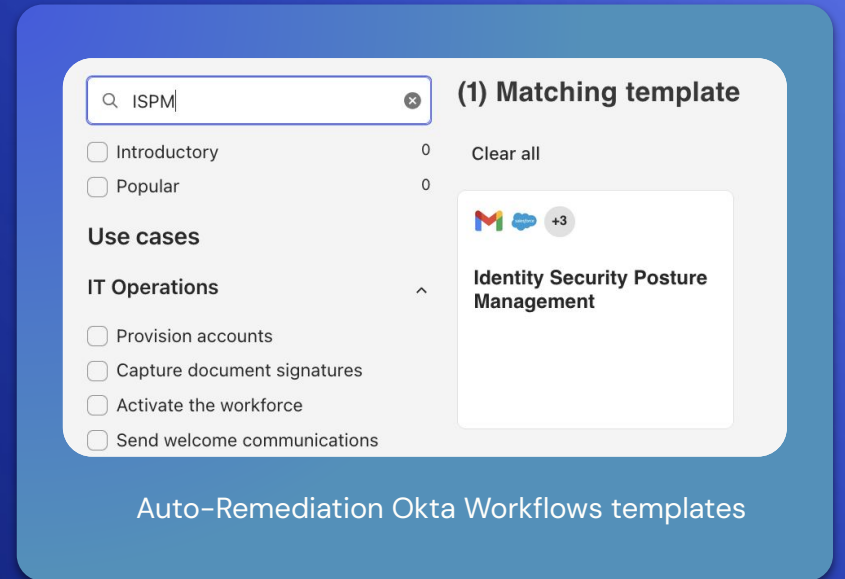 ISPM
Introductory 0
Popular 0
Use cases
IT Operations
Provision accounts
Capture document signatures
Activate the workforce
Send welcome communications
(1) Matching template
Clear all
salesforce
+3
Identity Security Posture
Management
Auto-Remediation Okta Workflows templates